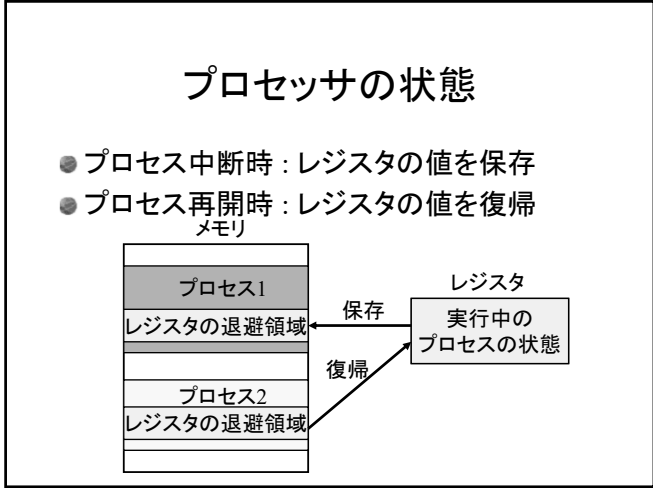 プロセッサの状態
プロセス中断時 : レジスタの値を保存
プロセス再開時 : レジスタの値を復帰
メモリ
プロセス1
レジスタの退避領域
プロセス2
レジスタの退避領域
保存
復帰
レジスタ
実行中の
プロセスの状態